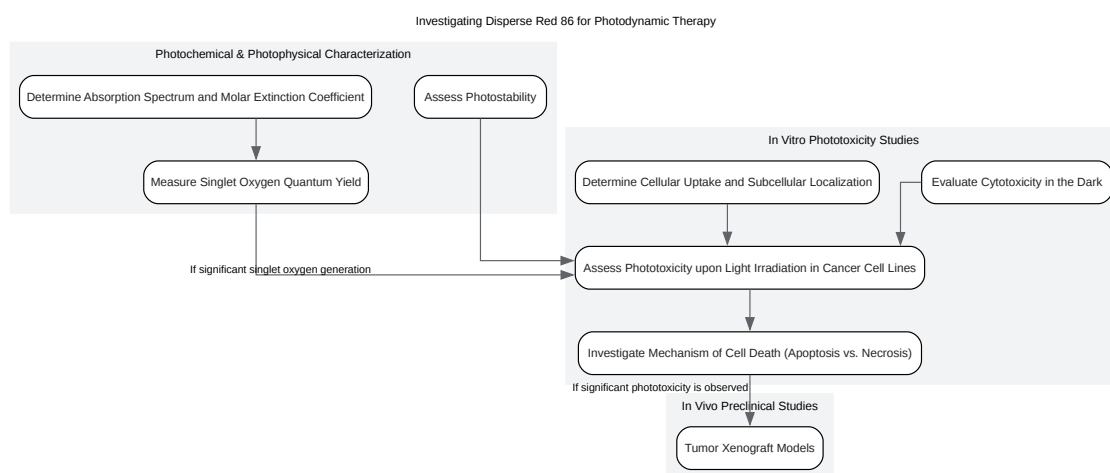 Investigating Disperse Red 86 for Photodynamic Therapy
Photochemical & Photophysical Characterization
Determine Absorption Spectrum and Molar Extinction Coefficient
Assess Photostability
Measure Singlet Oxygen Quantum Yield
In Vitro Phototoxicity Studies
Determine Cellular Uptake and Subcellular Localization
Evaluate Cytotoxicity in the Dark
If significant singlet oxygen generation
Assess Phototoxicity upon Light Irradiation in Cancer Cell Lines
Investigate Mechanism of Cell Death (Apoptosis vs. Necrosis)
If significant phototoxicity is observed
In Vivo Preclinical Studies
Tumor Xenograft Models